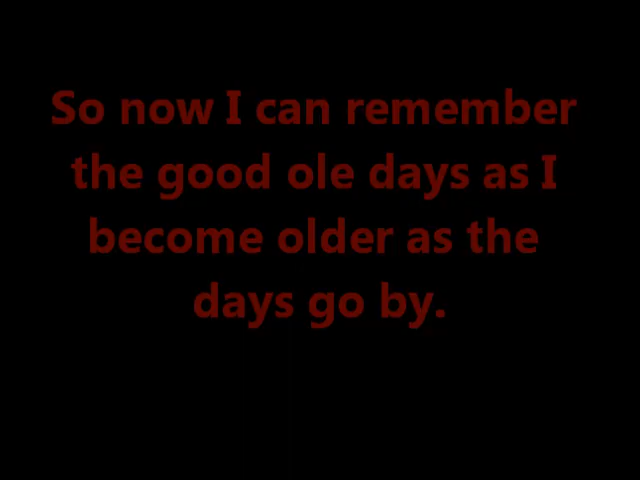 So now I can remember
the good ole days as I
become older as the
days go by.